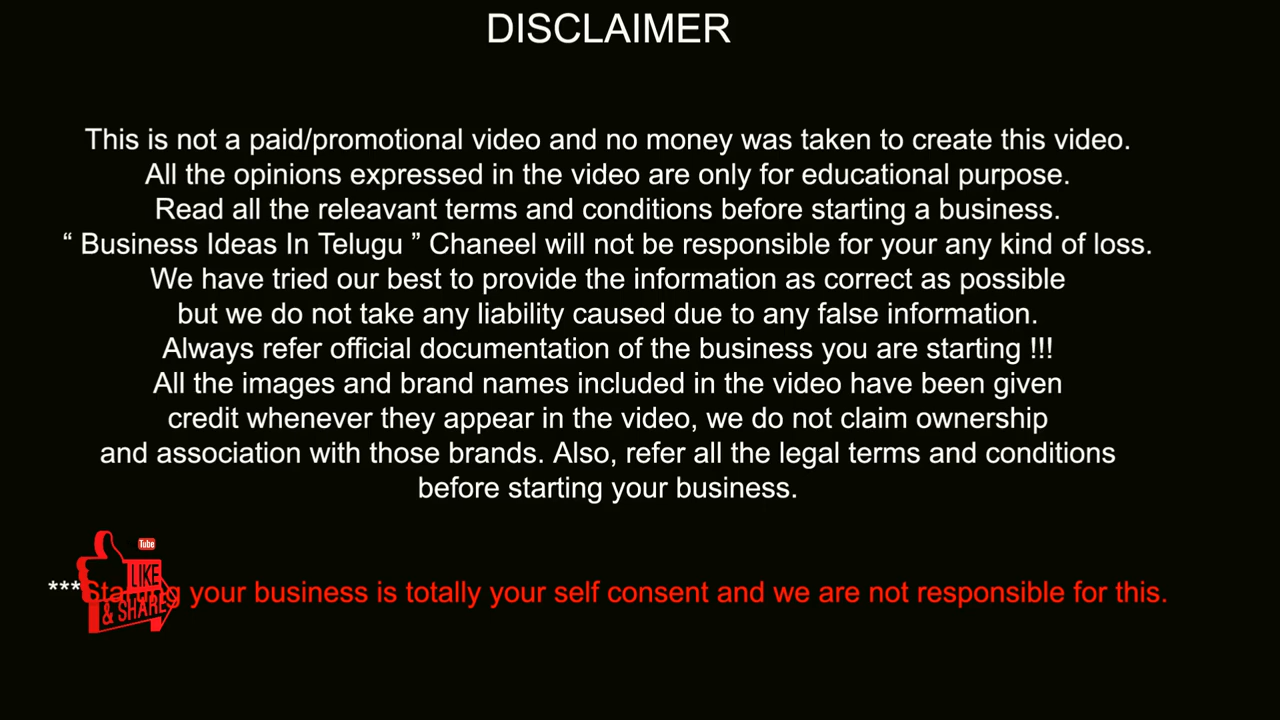 DISCLAIMER
This is not a paid/promotional video and no money was taken to create this video.
All the opinions expressed in the video are only for educational purpose.
Read all the releavant terms and conditions before starting a business.
“ Business Ideas In Telugu ” Chaneel will not be responsible for your any kind of loss.
We have tried our best to provide the information as correct as possible
but we do not take any liability caused due to any false information.
Always refer official documentation of the business you are starting !!!
All the images and brand names included in the video have been given
credit whenever they appear in the video, we do not claim ownership
and association with those brands. Also, refer all the legal terms and conditions
before starting your business.
Tube
LIKE
& SHARE
***Starting your business is totally your self consent and we are not responsible for this.